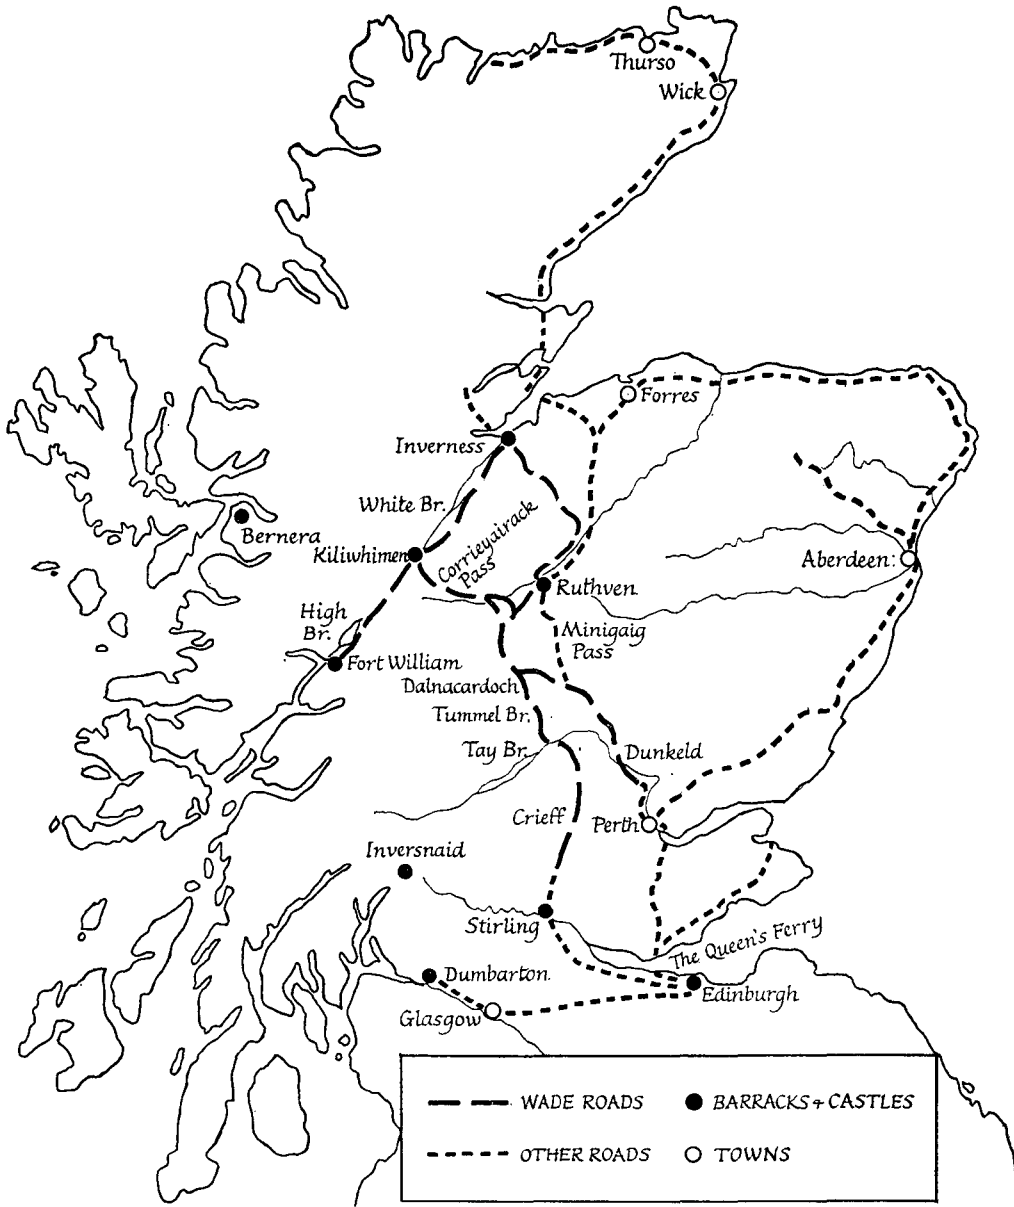 Thurso
Wick
Forres
Inverness
White Br.
Bernera
Kiliwhimen
Corrieyairack
Pass
Aberdeen
Ruthven
High
Br.
Minigaig
Pass
Fort William
Dalnacardoch
Tummel Br.
Tay Br.
Dunkeld
Crieff
Perth
Inversnaid
Stirling
The Queen's Ferry
Dumbarton
Edinburgh
Glasgow
WADE ROADS
BARRACKS + CASTLES
OTHER ROADS
TOWNS